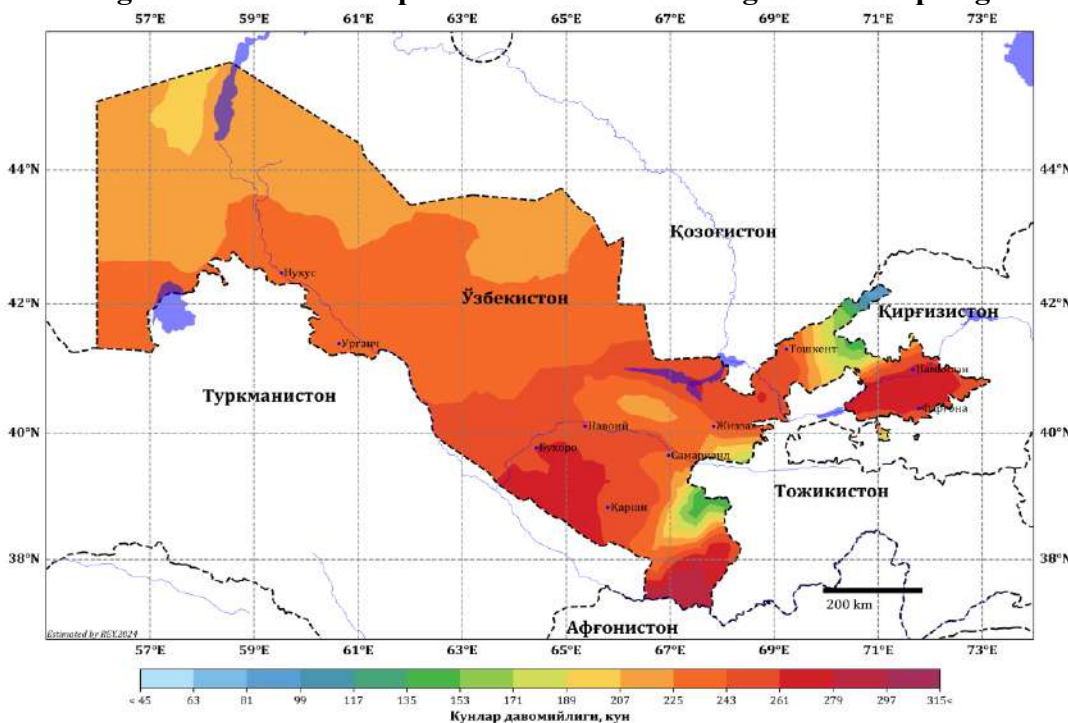 57°E 59°E 61°E 63°E 65°E 67°E 69°E 71°E 73°E
44°N 44°N
Қозоғистон
Нукус
Ўзбекистон
42°N 42°N
Қирғизистон
Урганч
Тошкент
Туркманистон
Наманган
Фарғона
40°N 40°N
Навоий
Жиззах
Бухоро
Самарканд
Тожикистон
Қарши
38°N 38°N
200 km
Афғонистон
Estimated by REY.2024
57°E 59°E 61°E 63°E 65°E 67°E 69°E 71°E 73°E
< 45 63 81 99 117 135 153 171 189 207 225 243 261 279 297 315<
Кунлар давомийлиги, кун